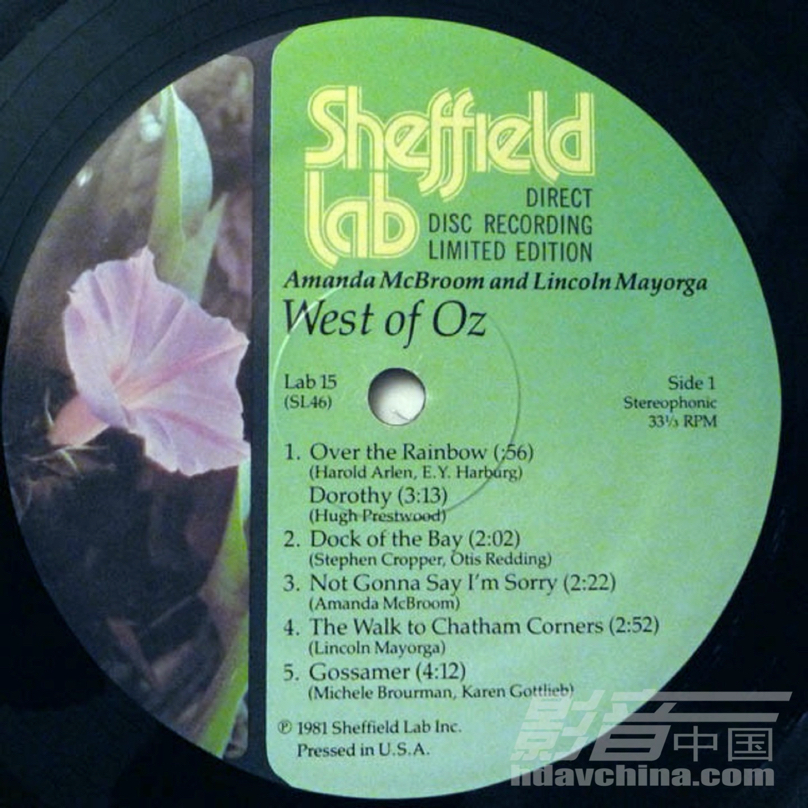 Sheffield
Lab
DIRECT
DISC RECORDING
LIMITED EDITION
Amanda McBroom and Lincoln Mayorga
West of Oz
Lab 15
(SL46)
Side 1
Stereophonic
33⅓ RPM
1. Over the Rainbow (:56)
(Harold Arlen, E.Y. Harburg)
Dorothy (3:13)
(Hugh Prestwood)
2. Dock of the Bay (2:02)
(Stephen Cropper, Otis Redding)
3. Not Gonna Say I'm Sorry (2:22)
(Amanda McBroom)
4. The Walk to Chatham Corners (2:52)
(Lincoln Mayorga)
5. Gossamer (4:12)
(Michele Brourman, Karen Gottlieb)
℗ 1981 Sheffield Lab Inc.
Pressed in U.S.A.
影音中国
hdavchina.com